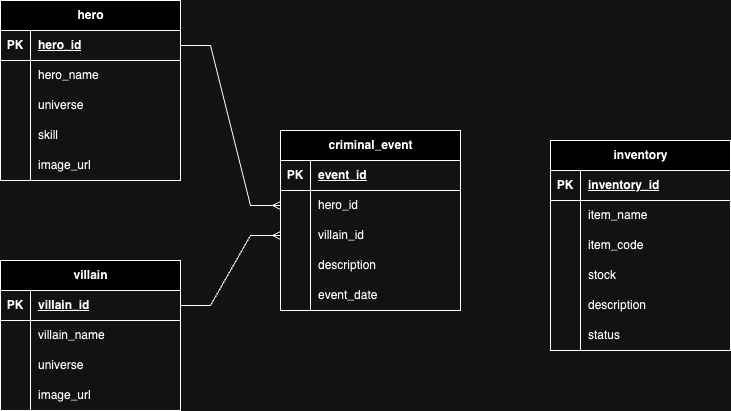 hero
PK hero_id
hero_name
universe
skill
image_url
villain
PK villain_id
villain_name
universe
image_url
criminal_event
PK event_id
hero_id
villain_id
description
event_date
inventory
PK inventory_id
item_name
item_code
stock
description
status